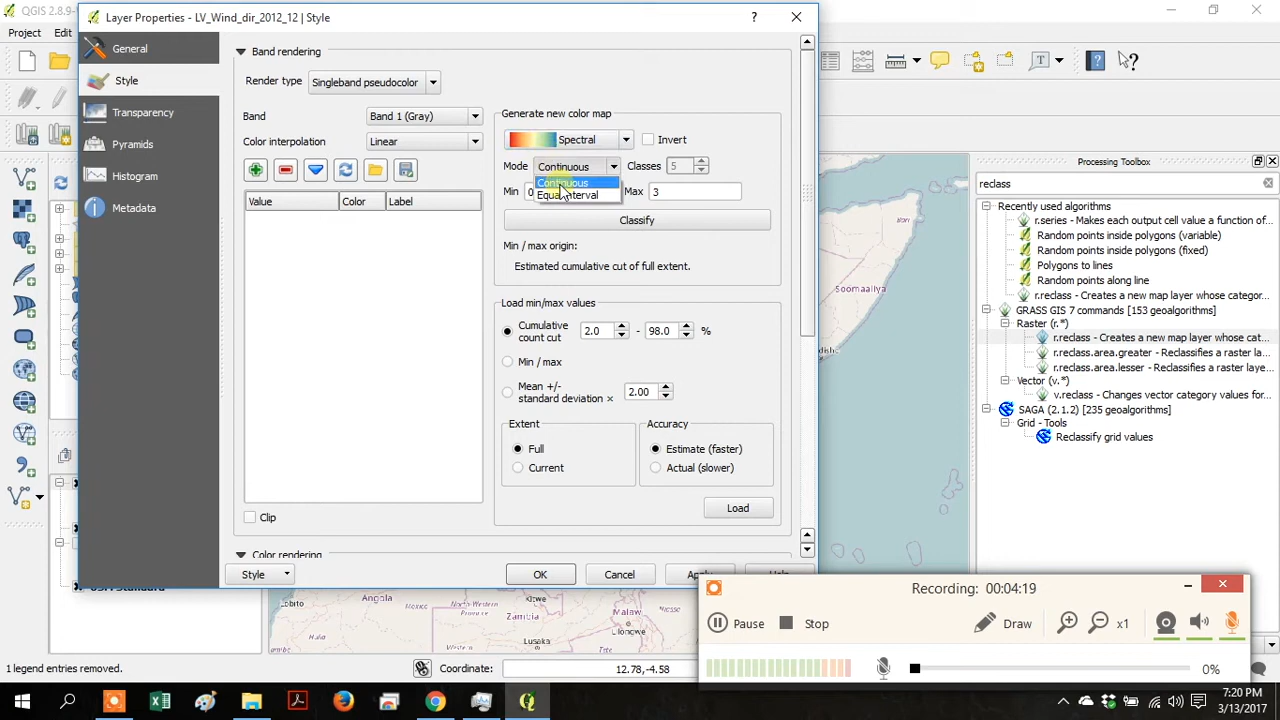 QGIS 2.8.9-
Layer Properties - LV_Wind_dir_2012_12 | Style
?
Project
Edit
General
Style
Transparency
Pyramids
Histogram
Metadata
Band rendering
Render type
Singleband pseudocolor
Band
Band 1 (Gray)
Color interpolation
Linear
Value
Color
Label
Clip
Generate new color map
Spectral
Invert
Mode
Continuous
Classes
5
Continuous
Equal interval
Min
0
Max
3
Classify
Min / max origin:
Estimated cumulative cut of full extent.
Load min/max values
Cumulative
count cut
2.0
-
98.0
%
Min / max
Mean +/-
standard deviation ×
2.00
Extent
Full
Current
Accuracy
Estimate (faster)
Actual (slower)
Load
Color rendering
Style
OK
Cancel
Processing Toolbox
reclass
Recently used algorithms
r.series - Makes each output cell value a function of...
Random points inside polygons (variable)
Random points inside polygons (fixed)
Polygons to lines
Random points along line
r.reclass - Creates a new map layer whose categor...
GRASS GIS 7 commands [153 geoalgorithms]
Raster (r.*)
r.reclass - Creates a new map layer whose cat...
r.reclass.area.greater - Reclassifies a raster la...
r.reclass.area.lesser - Reclassifies a raster laye...
Vector (v.*)
v.reclass - Changes vector category values for...
SAGA (2.1.2) [235 geoalgorithms]
Grid - Tools
Reclassify grid values
Soomaaliya
Angola
Malawi
Lilongwe
Lusaka
Lobito
Huila
Recording: 00:04:19
Pause
Stop
Draw
x1
0%
1 legend entries removed.
Coordinate:
12.78,-4.58
7:20 PM
3/13/2017